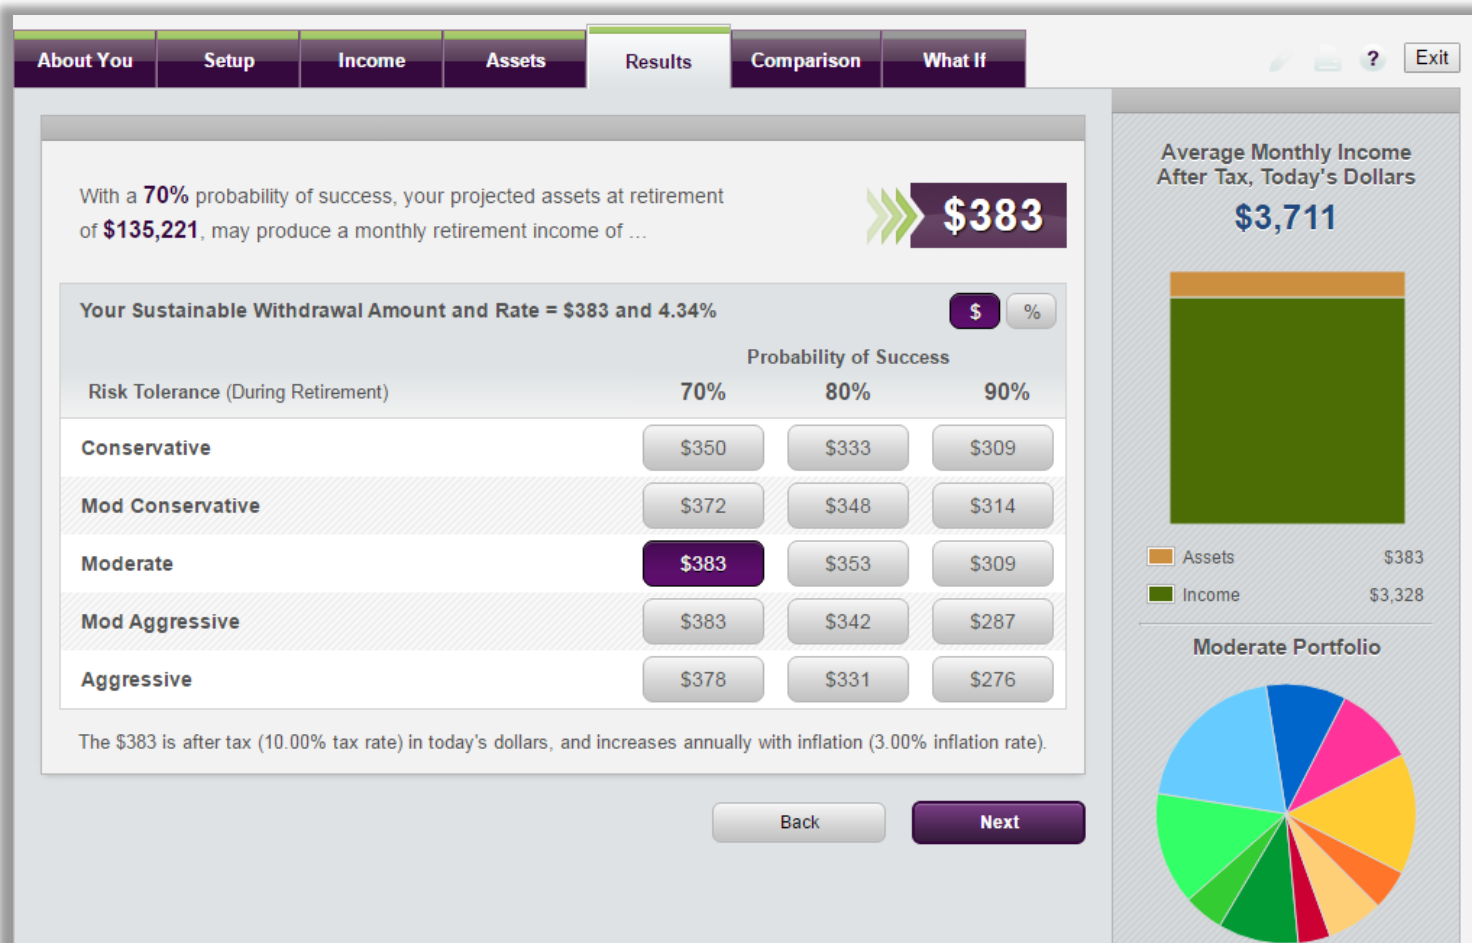 About You Setup Income Assets Results Comparison What If ? Exit
With a 70% probability of success, your projected assets at retirement
of $135,221, may produce a monthly retirement income of ...
$383
Your Sustainable Withdrawal Amount and Rate = $383 and 4.34% $ %
Probability of Success
Risk Tolerance (During Retirement) 70% 80% 90%
Conservative $350 $333 $309
Mod Conservative $372 $348 $314
Moderate $383 $353 $309
Mod Aggressive $383 $342 $287
Aggressive $378 $331 $276
The $383 is after tax (10.00% tax rate) in today's dollars, and increases annually with inflation (3.00% inflation rate).
Back Next
Average Monthly Income
After Tax, Today's Dollars
$3,711
Assets $383
Income $3,328
Moderate Portfolio